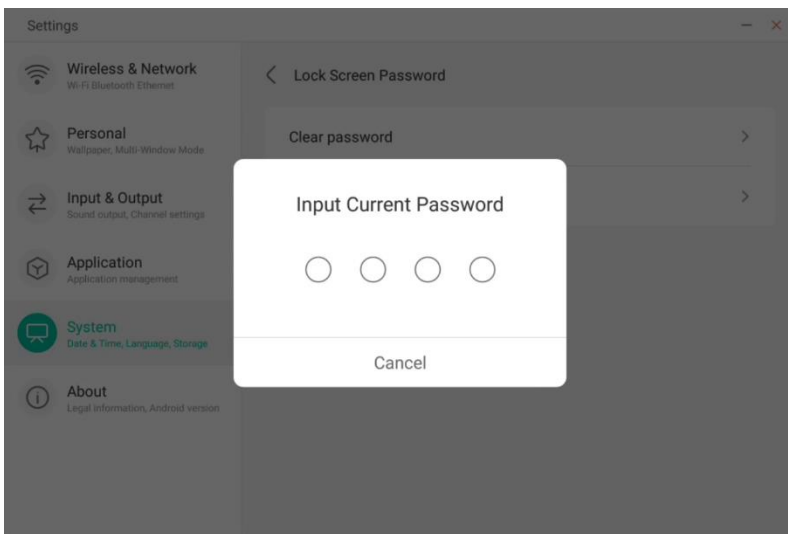 Settings
Wireless & Network
Wi-Fi Bluetooth Ethernet
Personal
Wallpaper, Multi-Window Mode
Input & Output
Sound output, Channel settings
Application
Application management
System
Date & Time, Language, Storage
About
Legal information, Android version
Lock Screen Password
Clear password
Input Current Password
Cancel